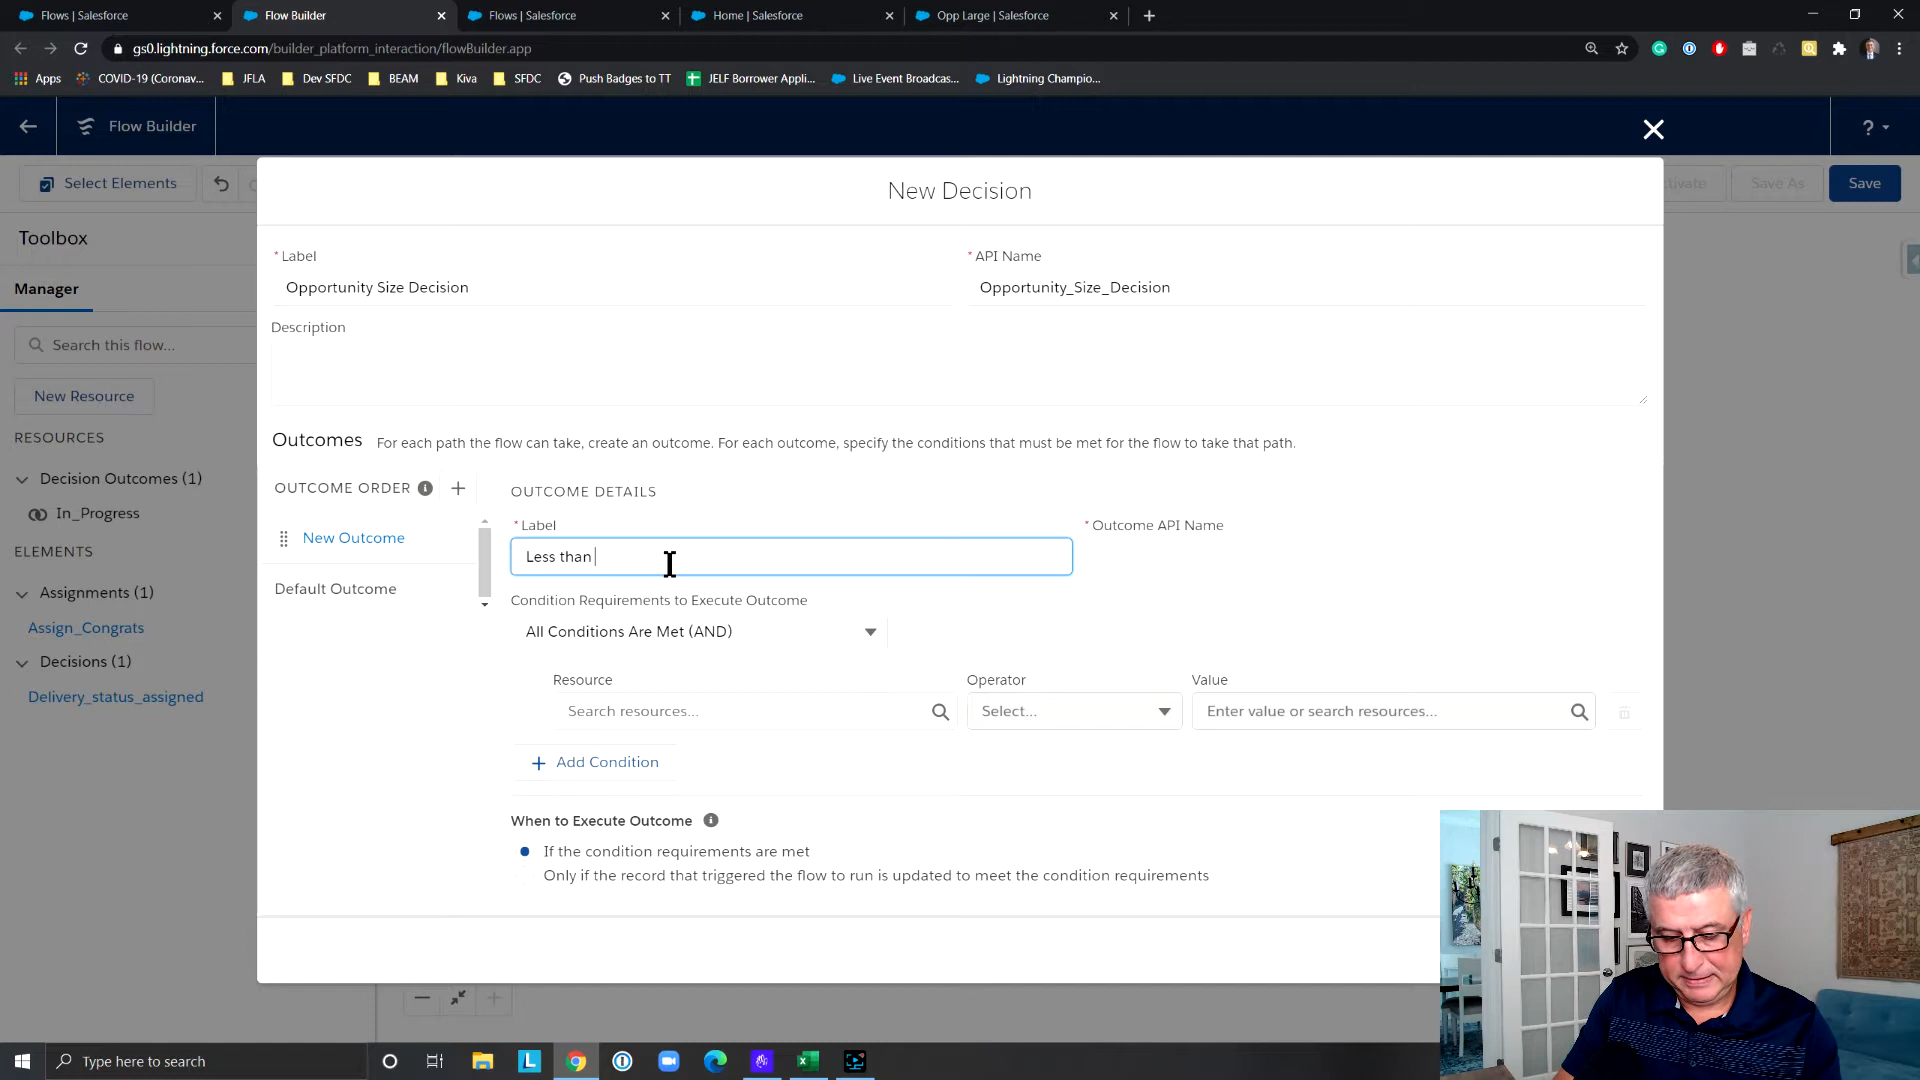 Flows | Salesforce
Flow Builder
Flows | Salesforce
Home | Salesforce
Opp Large | Salesforce
gs0.lightning.force.com/builder_platform_interaction/flowBuilder.app
Apps
COVID-19 (Coronav...
JFLA
Dev SFDC
BEAM
Kiva
SFDC
Push Badges to TT
JELF Borrower Appli...
Live Event Broadcas...
Lightning Champio...
Flow Builder
?
Select Elements
Save As
Save
New Decision
Toolbox
* Label
* API Name
Opportunity Size Decision
Opportunity_Size_Decision
Manager
Description
Search this flow...
New Resource
RESOURCES
Outcomes
For each path the flow can take, create an outcome. For each outcome, specify the conditions that must be met for the flow to take that path.
Decision Outcomes (1)
In_Progress
OUTCOME ORDER
OUTCOME DETAILS
* Label
* Outcome API Name
New Outcome
Less than
ELEMENTS
Default Outcome
Assignments (1)
Condition Requirements to Execute Outcome
Assign_Congrats
All Conditions Are Met (AND)
Decisions (1)
Resource
Operator
Value
Delivery_status_assigned
Search resources...
Select...
Enter value or search resources...
Add Condition
When to Execute Outcome
If the condition requirements are met
Only if the record that triggered the flow to run is updated to meet the condition requirements
Type here to search